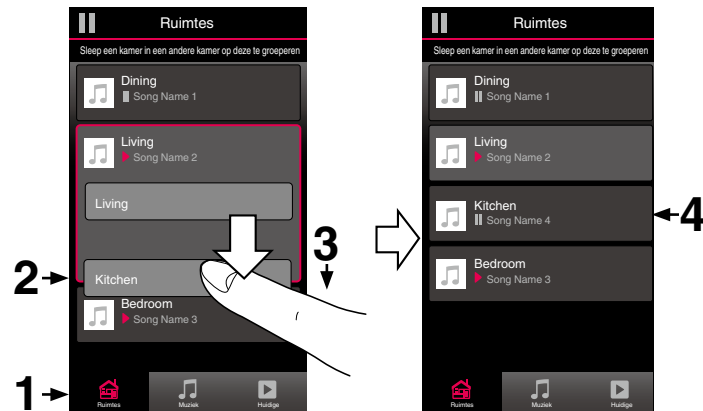 Ruimtes
Sleep een kamer in een andere kamer op deze te groeperen
Dining
Song Name 1
Living
Song Name 2
Living
Kitchen
Bedroom
Song Name 3
Ruimtes
Muziek
Huidige
1
2
3
Ruimtes
Sleep een kamer in een andere kamer op deze te groeperen
Dining
Song Name 1
Living
Song Name 2
Kitchen
Song Name 4
Bedroom
Song Name 3
Ruimtes
Muziek
Huidige
4